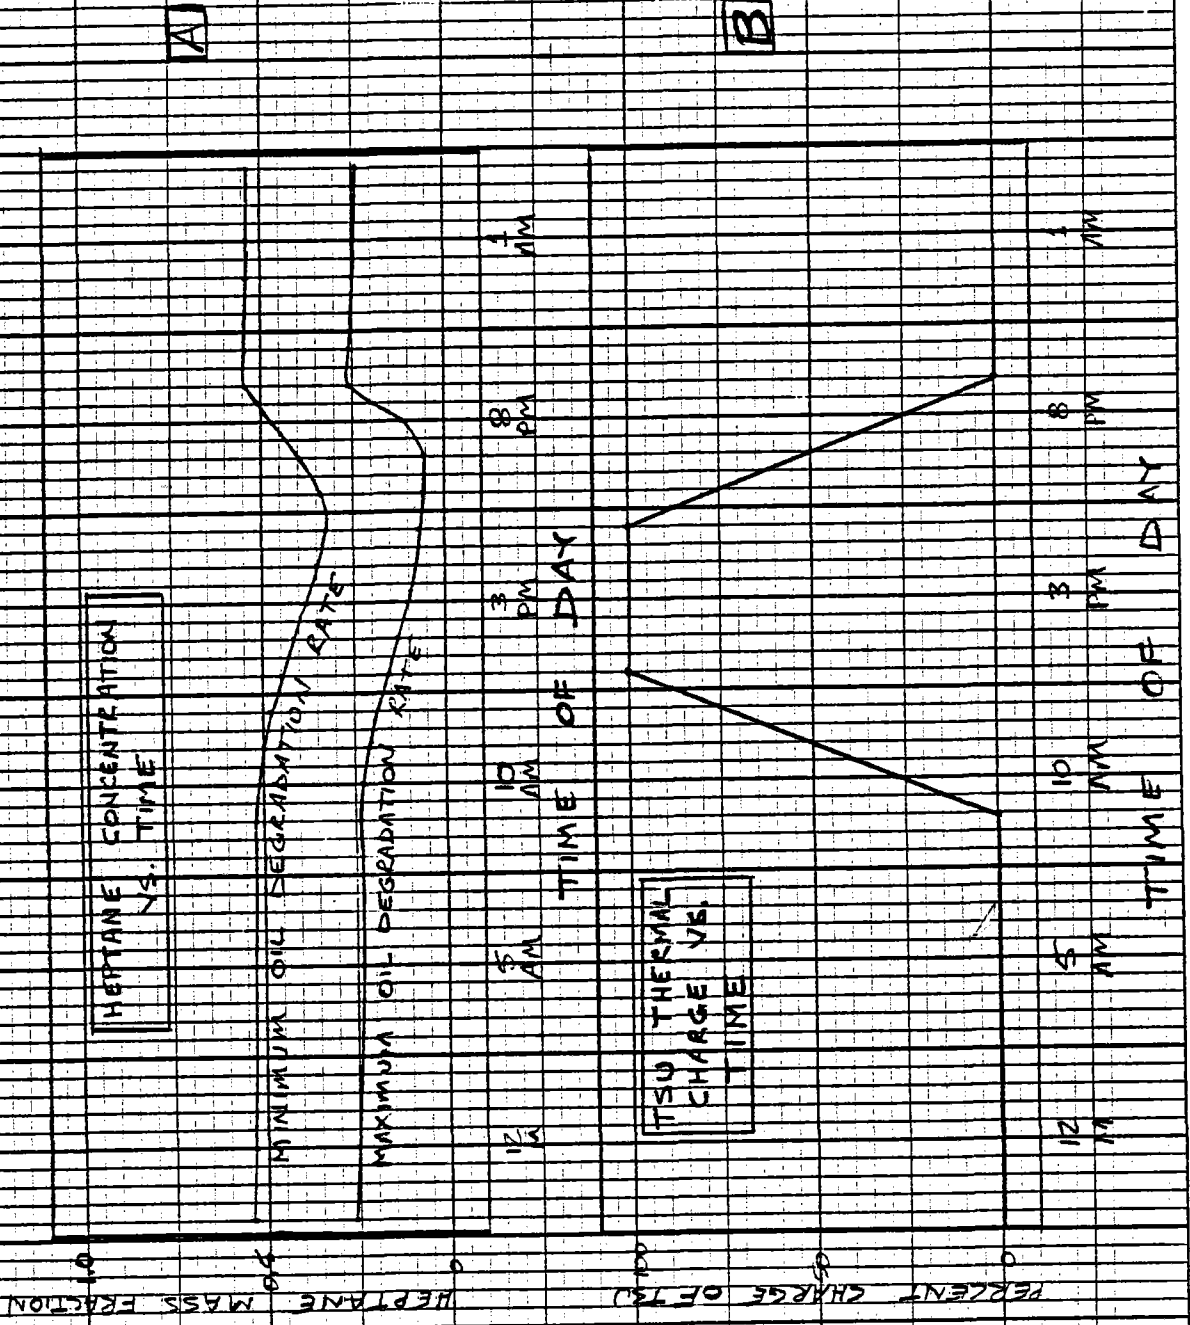 A
HEPTANE CONCENTRATION
VS. TIME
MINIMUM OIL DEGRADATION RATE
MAXIMUM OIL DEGRADATION RATE
1.0
0.5
0
HEPTANE MASS FRACTION
12 M
5 AM
10 AM
3 PM
8 PM
1 AM
TIME OF DAY
B
TSU THERMAL
CHARGE VS.
TIME
100
50
0
PERCENT CHARGE OF TSU
12 M
5 AM
10 AM
3 PM
8 PM
1 AM
TIME OF DAY